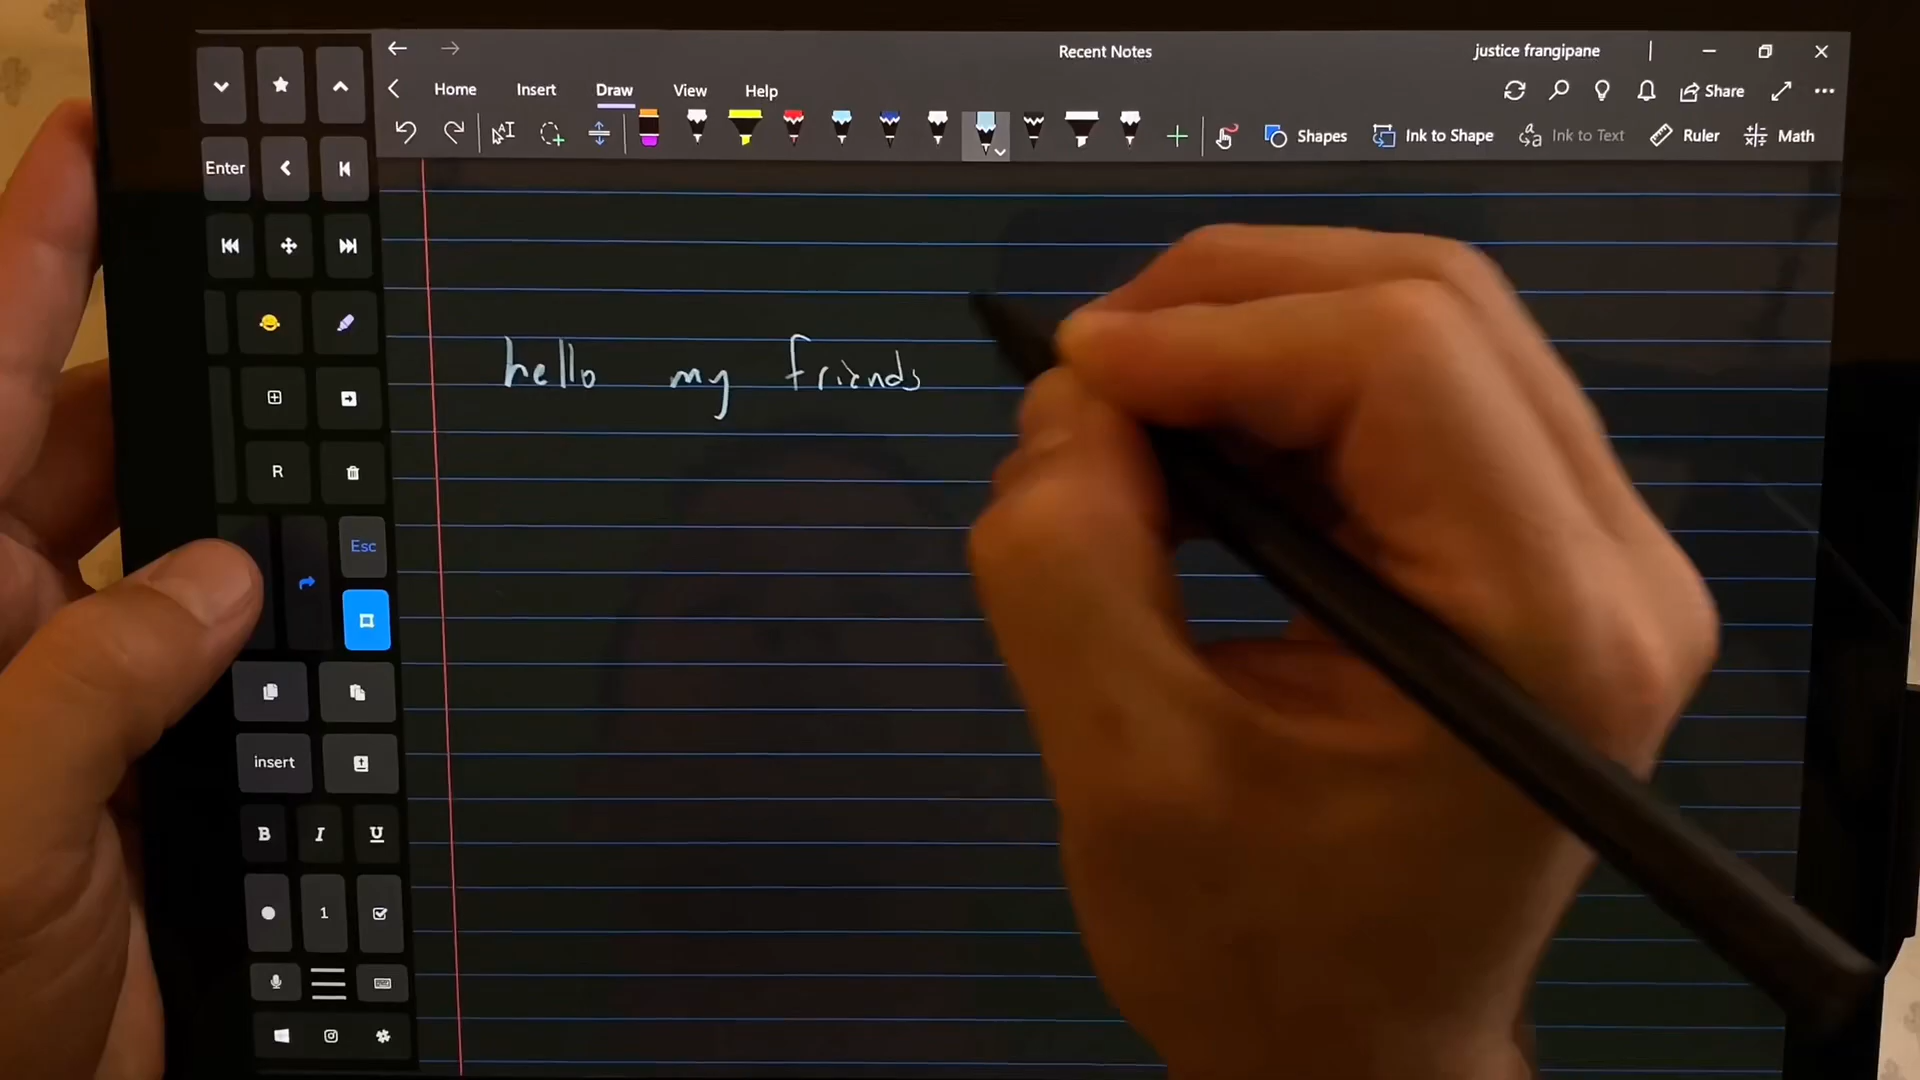 Recent Notes
justice frangipane
Home Insert Draw View Help
Share
Shapes Ink to Shape Ink to Text Ruler Math
Enter
hello my friends
R
Esc
insert
B I U
1